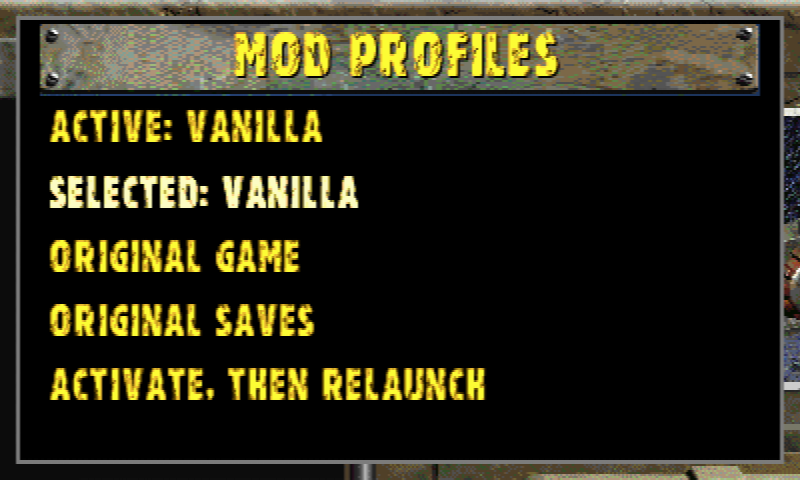 MOD PROFILES
ACTIVE: VANILLA
SELECTED: VANILLA
ORIGINAL GAME
ORIGINAL SAVES
ACTIVATE, THEN RELAUNCH